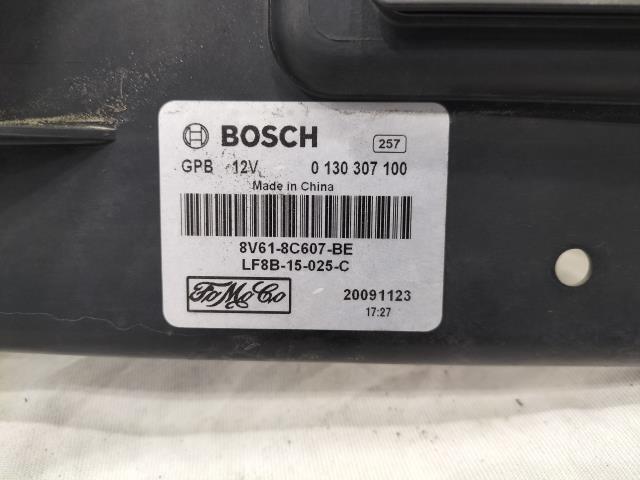 BOSCH 257
GPB 12V 0 130 307 100
Made in China
8V61-8C607-BE
LF8B-15-025-C
FoMoCo 20091123
17:27